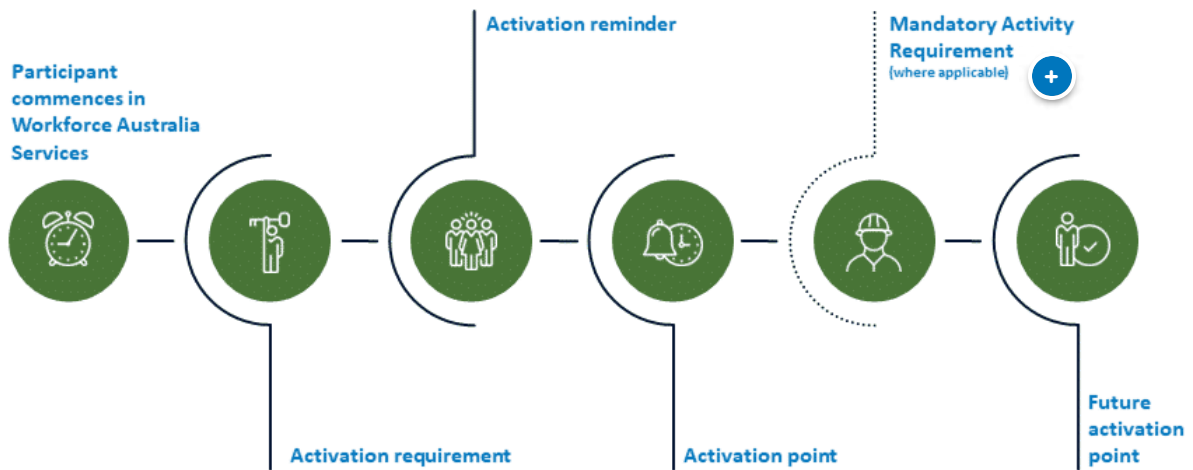 Participant
commences in
Workforce Australia
Services
Activation requirement
Activation reminder
Activation point
Mandatory Activity
Requirement
(where applicable)
+
Future
activation
point